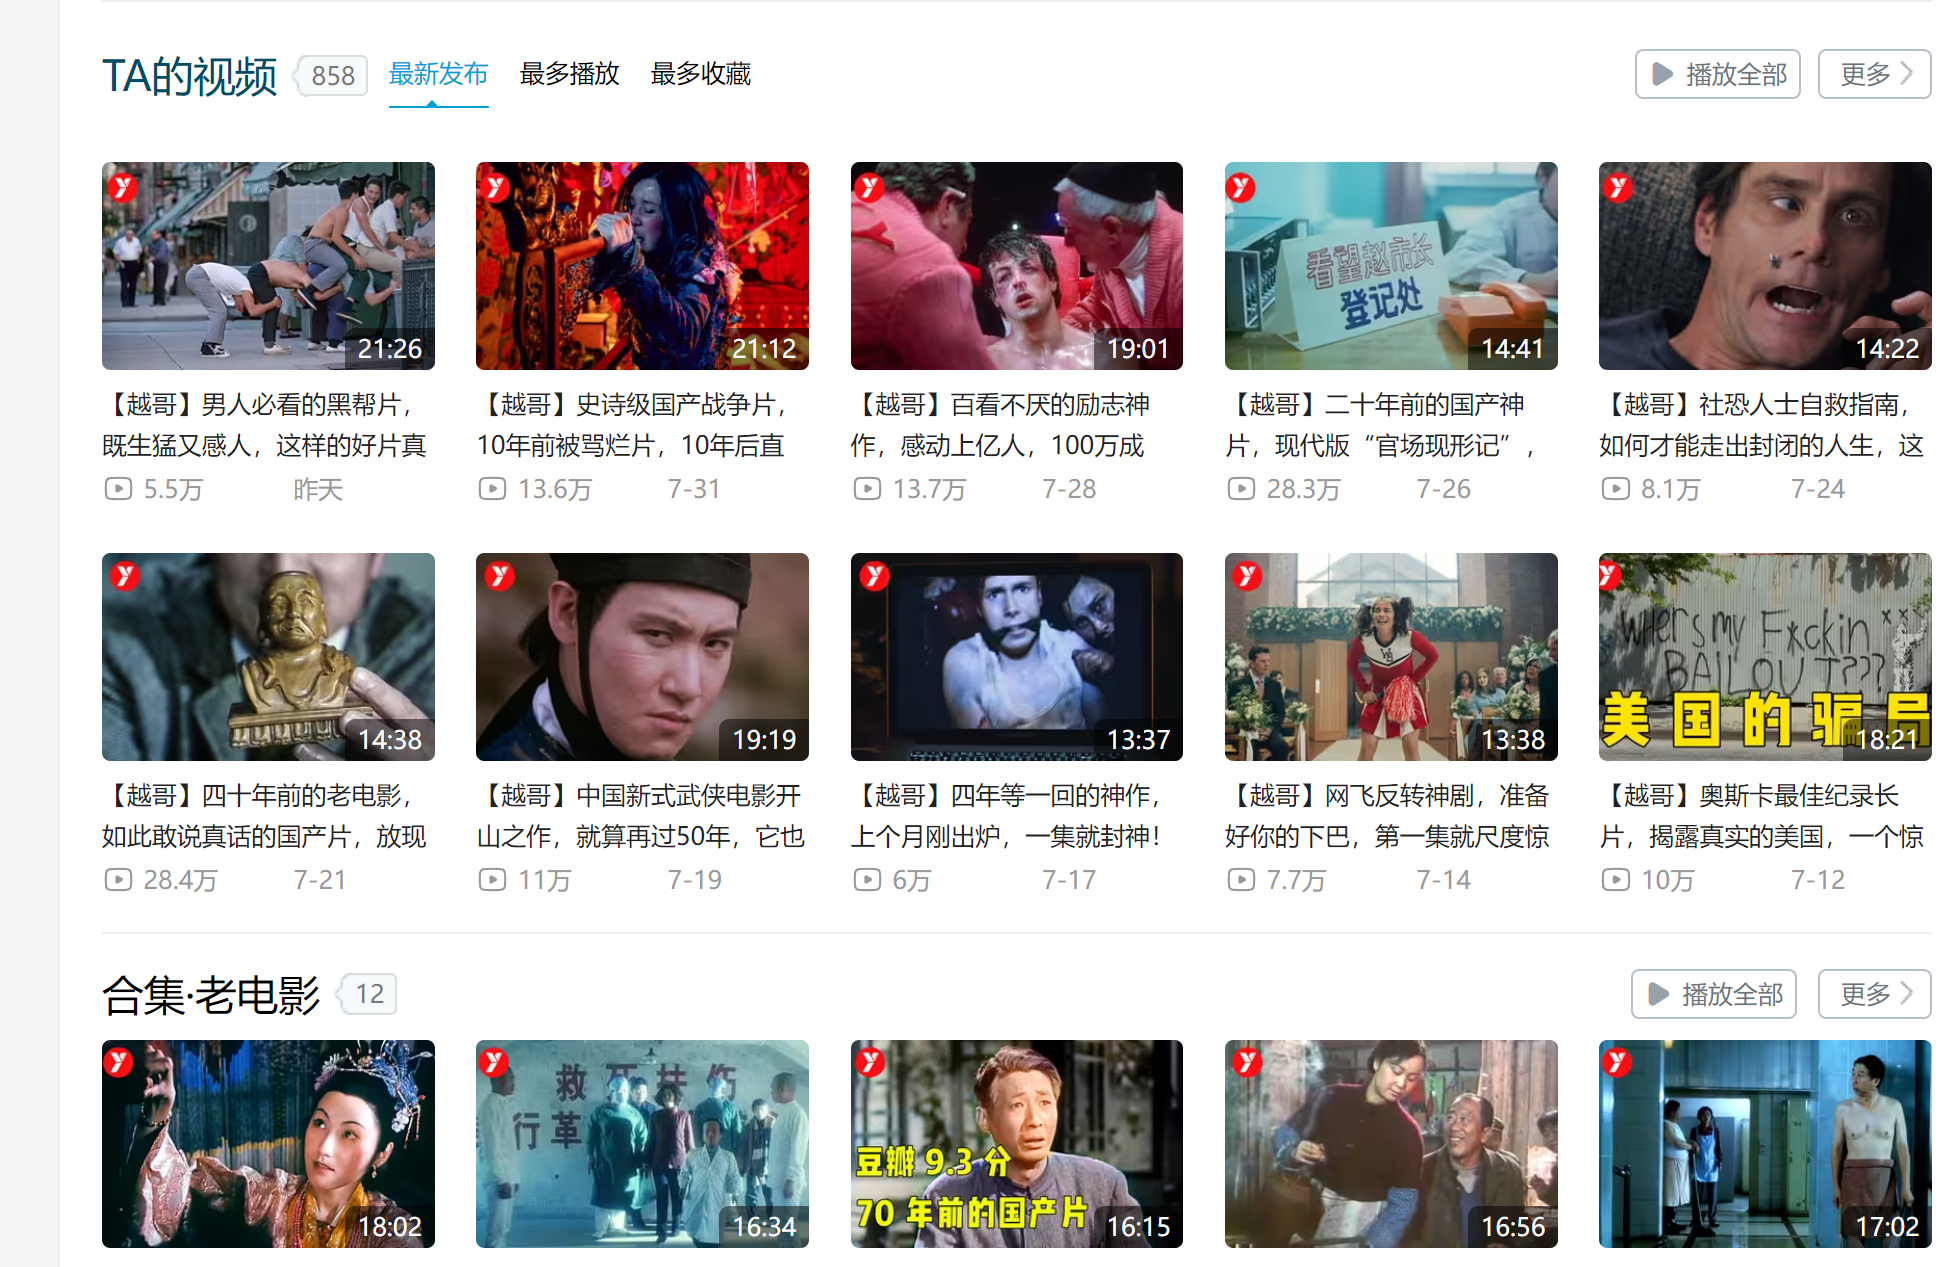 TA的视频 858 最新发布 最多播放 最多收藏 播放全部 更多
看望赵市长
登记处
21:26 21:12 19:01 14:41 14:22
【越哥】男人必看的黑帮片，
既生猛又感人，这样的好片真
5.5万 昨天
【越哥】史诗级国产战争片，
10年前被骂烂片，10年后直
13.6万 7-31
【越哥】百看不厌的励志神
作，感动上亿人，100万成
13.7万 7-28
【越哥】二十年前的国产神
片，现代版“官场现形记”，
28.3万 7-26
【越哥】社恐人士自救指南，
如何才能走出封闭的人生，这
8.1万 7-24
WHERS MY F*CKIN
BAILOUT???
美国的骗局
14:38 19:19 13:37 13:38 18:21
【越哥】四十年前的老电影，
如此敢说真话的国产片，放现
28.4万 7-21
【越哥】中国新式武侠电影开
山之作，就算再过50年，它也
11万 7-19
【越哥】四年等一回的神作，
上个月刚出炉，一集就封神！
6万 7-17
【越哥】网飞反转神剧，准备
好你的下巴，第一集就尺度惊
7.7万 7-14
【越哥】奥斯卡最佳纪录长
片，揭露真实的美国，一个惊
10万 7-12
合集·老电影 12 播放全部 更多
救死扶伤
行革
豆瓣 9.3 分
70 年前的国产片
18:02 16:34 16:15 16:56 17:02